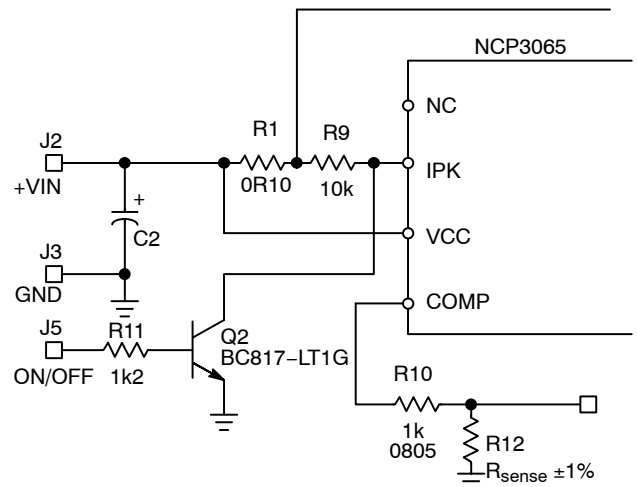 NCP3065
NC
J2
R1
R9
IPK
+VIN
0R10
10k
+
C2
VCC
J3
GND
COMP
J5
R11
Q2
BC817−LT1G
ON/OFF
1k2
R10
1k
0805
R12
Rsense ±1%